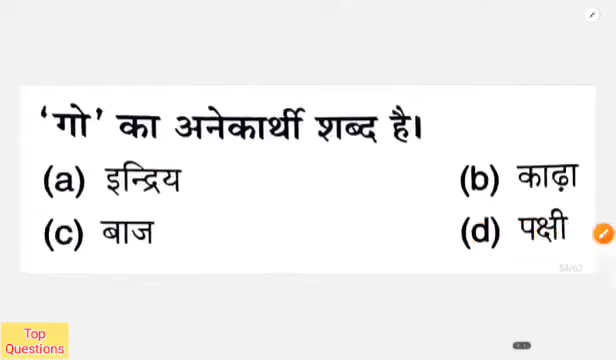 ‘गो’ का अनेकार्थी शब्द है।
(a) इन्द्रिय (b) काढ़ा
(c) बाज (d) पक्षी
54/62
Top
Questions